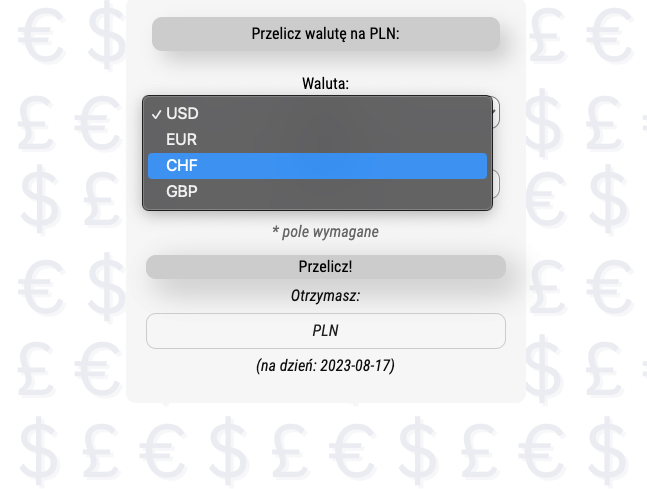 Przelicz walutę na PLN:
Waluta:
✓ USD
EUR
CHF
GBP
* pole wymagane
Przelicz!
Otrzymasz:
PLN
(na dzień: 2023-08-17)